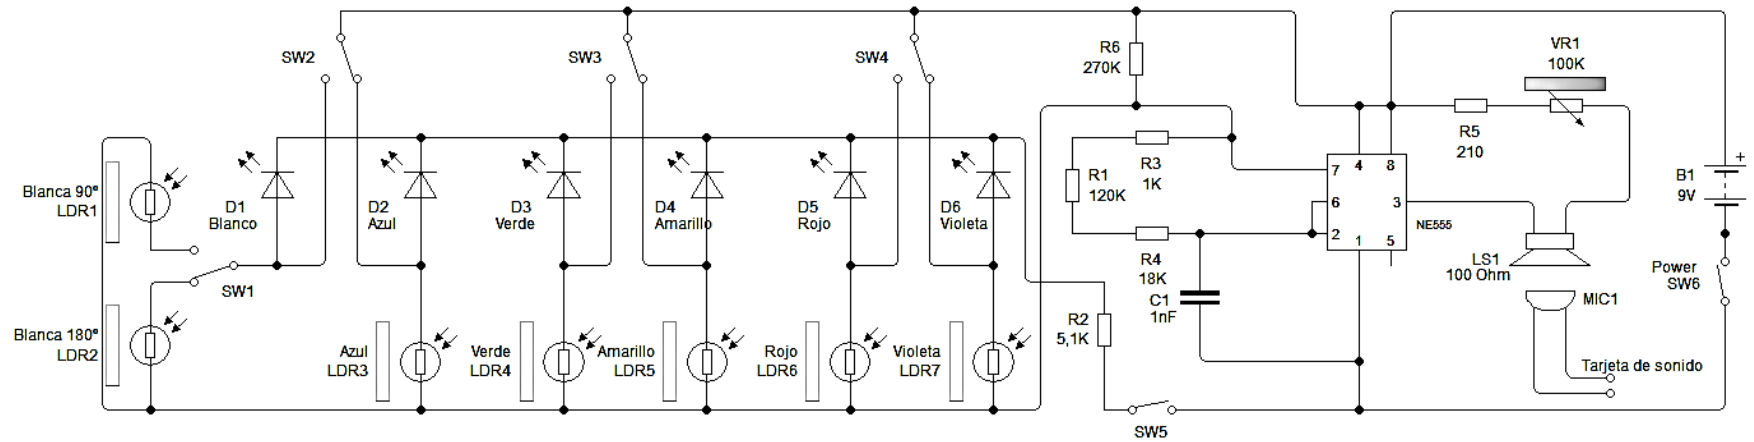 SW2
SW3
SW4
R6
270K
VR1
100K
R5
210
R3
1K
R1
120K
R4
18K
C1
1nF
7
4
8
6
3
2
1
5
NE555
B1
9V
+
Blanca 90º
LDR1
D1
Blanco
D2
Azul
D3
Verde
D4
Amarillo
D5
Rojo
D6
Violeta
SW1
LS1
100 Ohm
Power
SW6
MIC1
Blanca 180º
LDR2
Azul
LDR3
Verde
LDR4
Amarillo
LDR5
Rojo
LDR6
Violeta
LDR7
R2
5,1K
Tarjeta de sonido
SW5